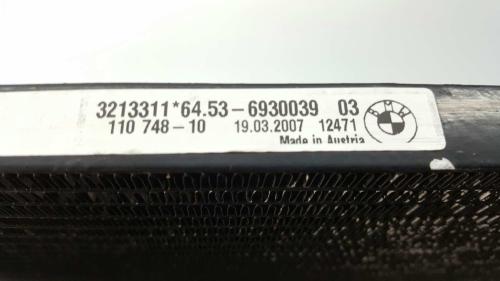 3213311*64.53-6930039 03
110 748-10 19.03.2007 12471
Made in Austria
BMW